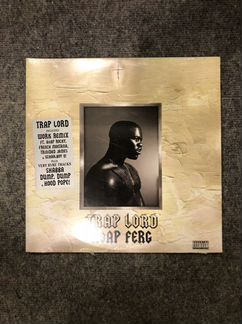 TRAP LORD
INCLUDES
WORK REMIX
FT. A$AP ROCKY,
FRENCH MONTANA,
TRINIDAD JAMES
& SCHOOLBOY Q
PLUS
VERY RARE TRACKS
SHABBA
DUMP, DUMP
& HOOD POPE!
TRAP LORD
A$AP FERG